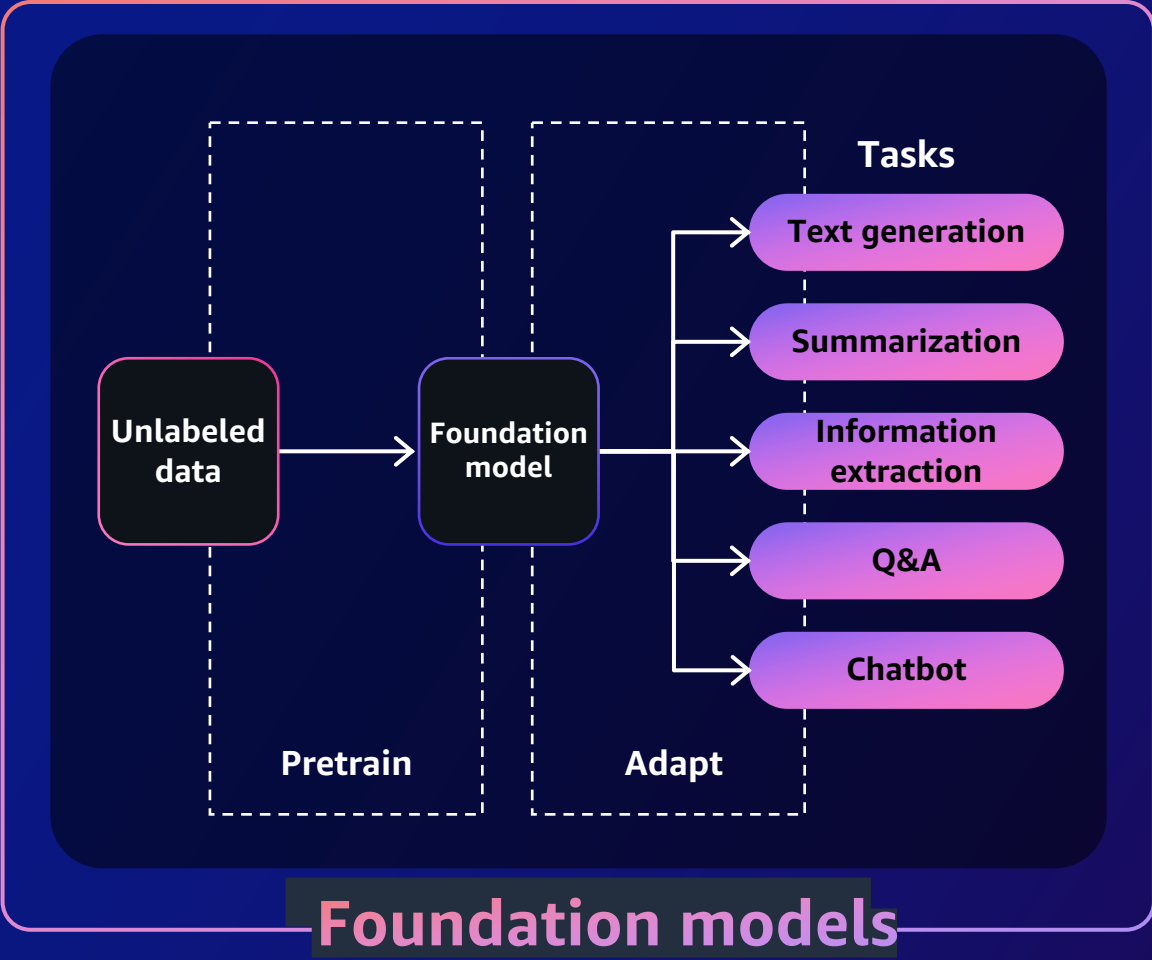 Tasks
Text generation
Summarization
Unlabeled
data
Foundation
model
Information
extraction
Q&A
Chatbot
Pretrain
Adapt
Foundation models